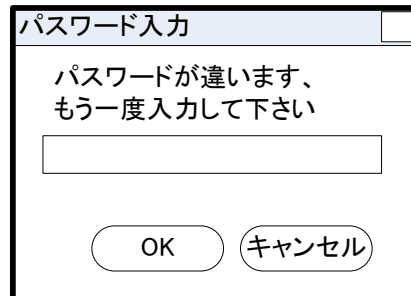 パスワード入力
パスワードが違います、
もう一度入力して下さい
OK
キャンセル